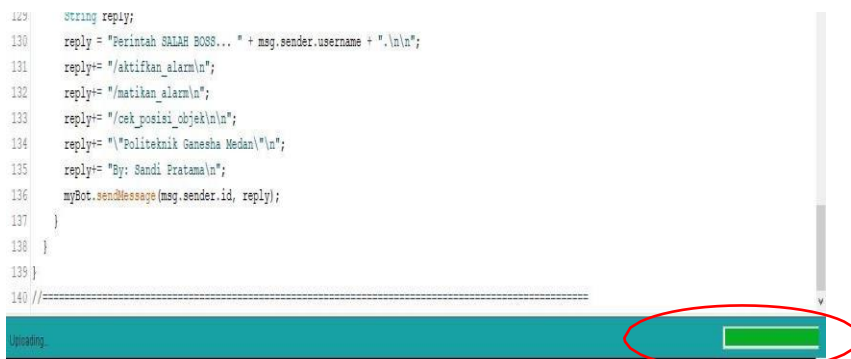 129 String reply;
130 reply = "Perintah SALAH BOSS... " + msg.sender.username + ".\n\n";
131 reply+= "/aktifkan_alarm\n";
132 reply+= "/matikan_alarm\n";
133 reply+= "/cek_posisi_objek\n\n";
134 reply+= "\"Politeknik Ganesha Medan\"\n";
135 reply+= "By: Sandi Pratama\n";
136 myBot.sendMessage(msg.sender.id, reply);
137 }
138 }
139 }
140 //==================================================================================================
Uploading...